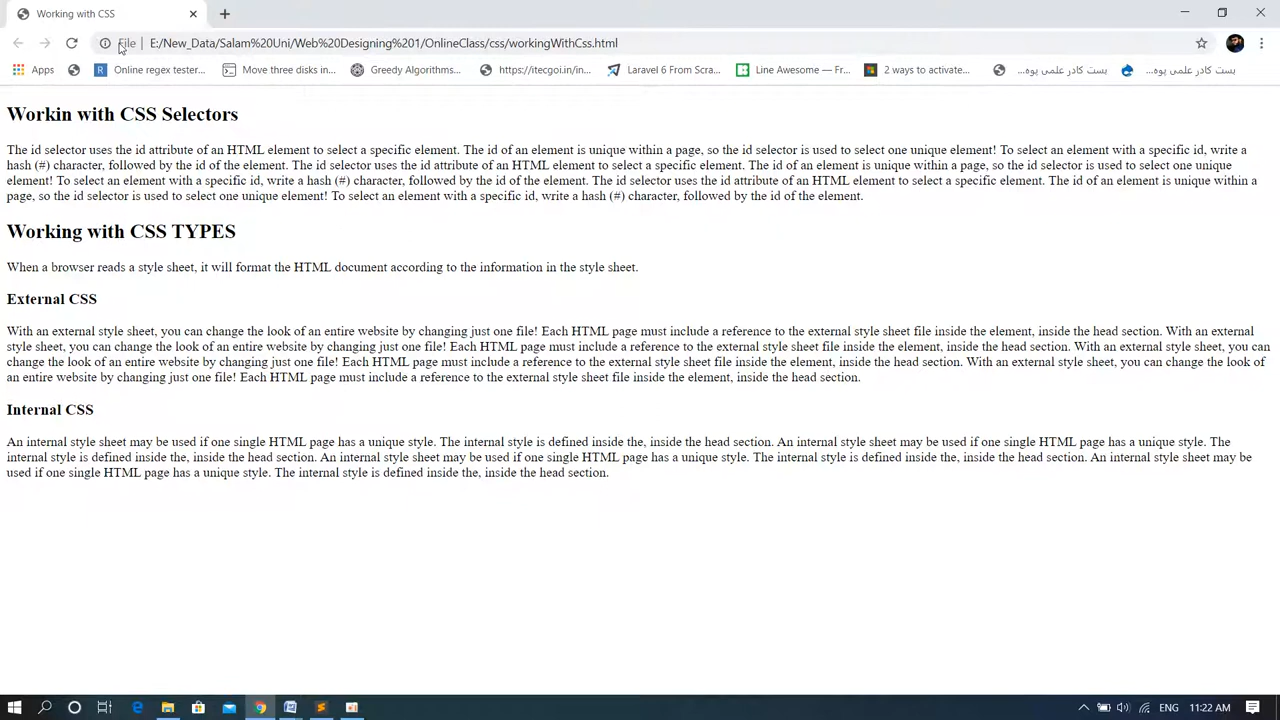 Working with CSS
File E:/New_Data/Salam%20Uni/Web%20Designing%201/OnlineClass/css/workingWithCss.html
Apps Online regex tester... Move three disks in... Greedy Algorithms... https://itecgoi.in/in... Laravel 6 From Scra... Line Awesome — Fr... 2 ways to activate... بست کادر علمی پوه... بست کادر علمی پوه...
Workin with CSS Selectors
The id selector uses the id attribute of an HTML element to select a specific element. The id of an element is unique within a page, so the id selector is used to select one unique element! To select an element with a specific id, write a
hash (#) character, followed by the id of the element. The id selector uses the id attribute of an HTML element to select a specific element. The id of an element is unique within a page, so the id selector is used to select one unique
element! To select an element with a specific id, write a hash (#) character, followed by the id of the element. The id selector uses the id attribute of an HTML element to select a specific element. The id of an element is unique within a
page, so the id selector is used to select one unique element! To select an element with a specific id, write a hash (#) character, followed by the id of the element.
Working with CSS TYPES
When a browser reads a style sheet, it will format the HTML document according to the information in the style sheet.
External CSS
With an external style sheet, you can change the look of an entire website by changing just one file! Each HTML page must include a reference to the external style sheet file inside the element, inside the head section. With an external
style sheet, you can change the look of an entire website by changing just one file! Each HTML page must include a reference to the external style sheet file inside the element, inside the head section. With an external style sheet, you can
change the look of an entire website by changing just one file! Each HTML page must include a reference to the external style sheet file inside the element, inside the head section. With an external style sheet, you can change the look of
an entire website by changing just one file! Each HTML page must include a reference to the external style sheet file inside the element, inside the head section.
Internal CSS
An internal style sheet may be used if one single HTML page has a unique style. The internal style is defined inside the, inside the head section. An internal style sheet may be used if one single HTML page has a unique style. The
internal style is defined inside the, inside the head section. An internal style sheet may be used if one single HTML page has a unique style. The internal style is defined inside the, inside the head section. An internal style sheet may be
used if one single HTML page has a unique style. The internal style is defined inside the, inside the head section.
ENG 11:22 AM